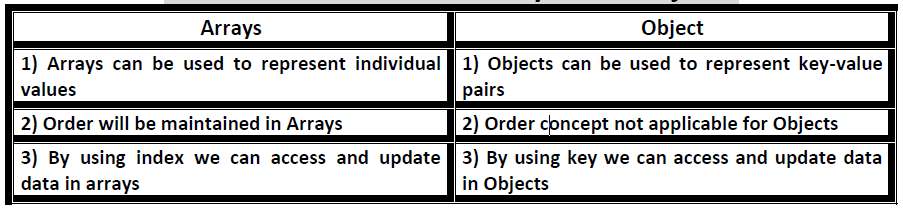 Arrays
Object
1) Arrays can be used to represent individual
values
1) Objects can be used to represent key-value
pairs
2) Order will be maintained in Arrays
2) Order concept not applicable for Objects
3) By using index we can access and update
data in arrays
3) By using key we can access and update data
in Objects